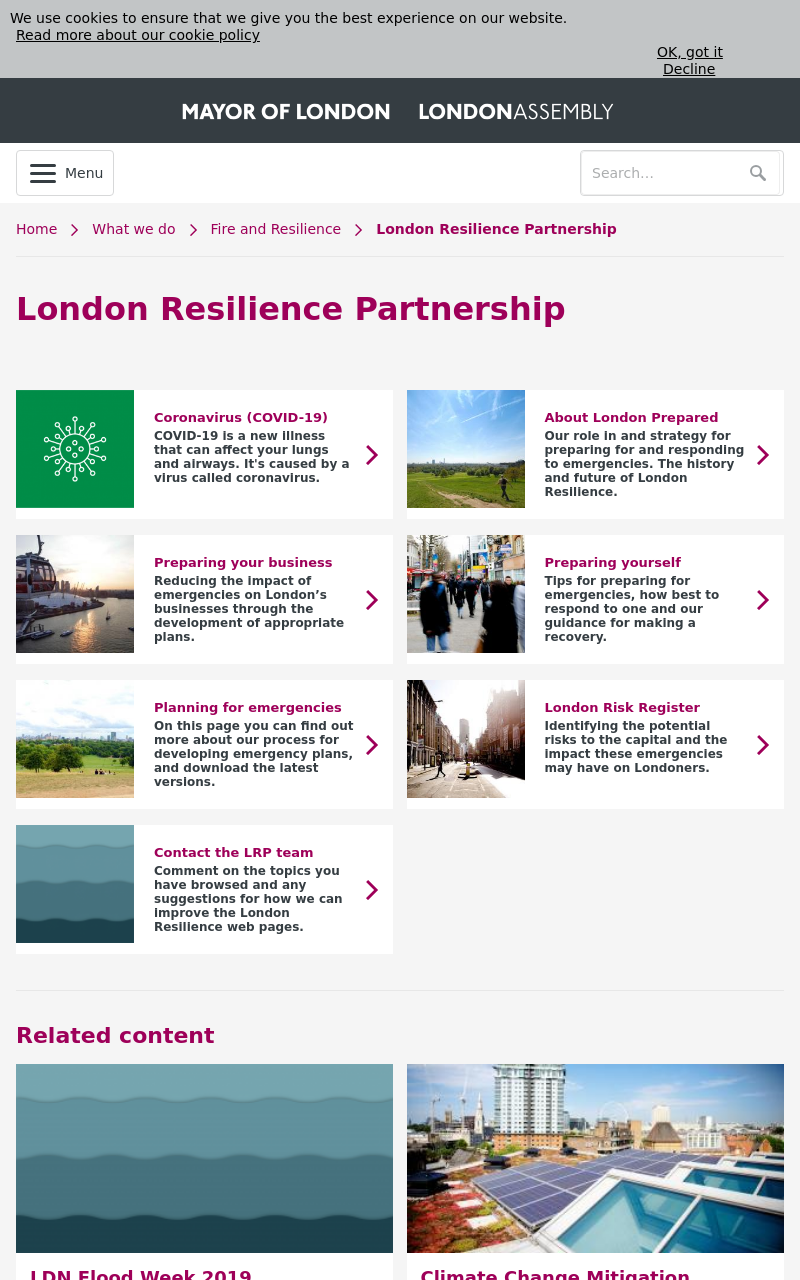 We use cookies to ensure that we give you the best experience on our website.
Read more about our cookie policy
OK, got it
Decline
MAYOR OF LONDON LONDONASSEMBLY
Menu
Search...
Home
What we do
Fire and Resilience
London Resilience Partnership
London Resilience Partnership
Coronavirus (COVID-19)
COVID-19 is a new illness
that can affect your lungs
and airways. It's caused by a
virus called coronavirus.
About London Prepared
Our role in and strategy for
preparing for and responding
to emergencies. The history
and future of London
Resilience.
Preparing your business
Reducing the impact of
emergencies on London’s
businesses through the
development of appropriate
plans.
Preparing yourself
Tips for preparing for
emergencies, how best to
respond to one and our
guidance for making a
recovery.
Planning for emergencies
On this page you can find out
more about our process for
developing emergency plans,
and download the latest
versions.
London Risk Register
Identifying the potential
risks to the capital and the
impact these emergencies
may have on Londoners.
Contact the LRP team
Comment on the topics you
have browsed and any
suggestions for how we can
improve the London
Resilience web pages.
Related content
LDN Flood Week 2019
Climate Change Mitigation